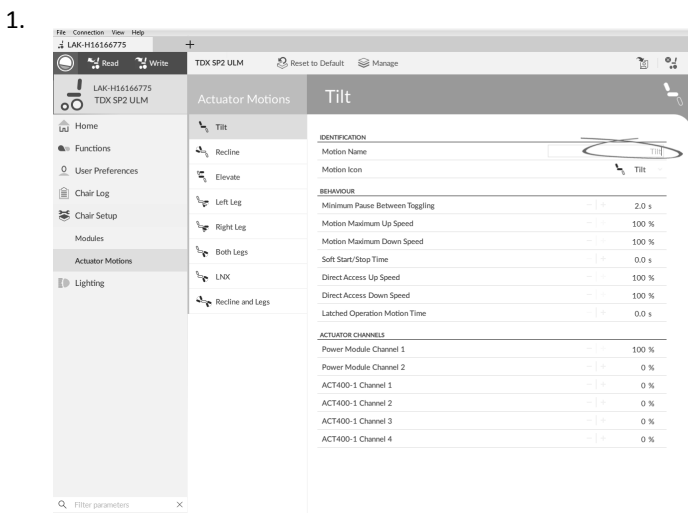 1.
File Connection View Help
LAK-H16166775 +
Read Write TDX SP2 ULM Reset to Default Manage
LAK-H16166775
TDX SP2 ULM
Actuator Motions
Tilt
Home
Functions
User Preferences
Chair Log
Chair Setup
Modules
Actuator Motions
Lighting
Tilt
Recline
Elevate
Left Leg
Right Leg
Both Legs
LNX
Recline and Legs
IDENTIFICATION
Motion Name Tilt
Motion Icon Tilt
BEHAVIOUR
Minimum Pause Between Toggling - + 2.0 s
Motion Maximum Up Speed - + 100 %
Motion Maximum Down Speed - + 100 %
Soft Start/Stop Time - + 0.0 s
Direct Access Up Speed - + 100 %
Direct Access Down Speed - + 100 %
Latched Operation Motion Time - + 0.0 s
ACTUATOR CHANNELS
Power Module Channel 1 - + 100 %
Power Module Channel 2 - + 0 %
ACT400-1 Channel 1 - + 0 %
ACT400-1 Channel 2 - + 0 %
ACT400-1 Channel 3 - + 0 %
ACT400-1 Channel 4 - + 0 %
Filter parameters ×